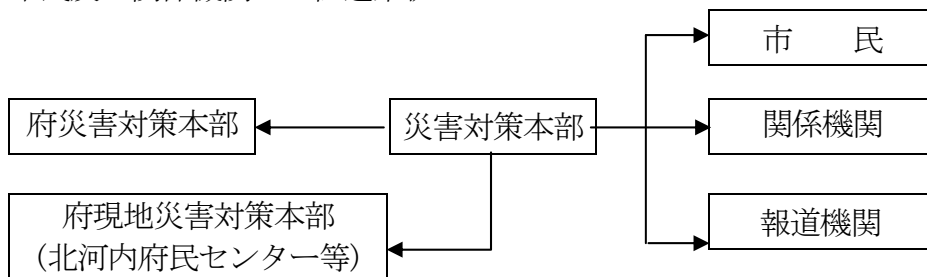 市　　民
府災害対策本部
災害対策本部
関係機関
府現地災害対策本部
（北河内府民センター等）
報道機関